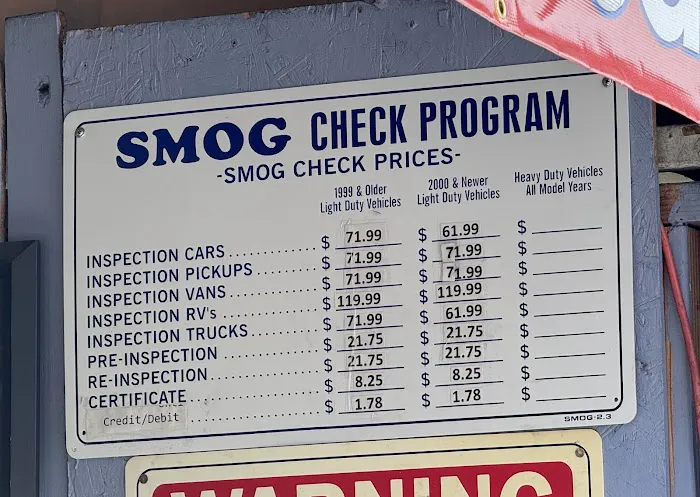 SMOG CHECK PROGRAM
-SMOG CHECK PRICES-
1999 & Older
Light Duty Vehicles
2000 & Newer
Light Duty Vehicles
Heavy Duty Vehicles
All Model Years
INSPECTION CARS $ 71.99 $ 61.99 $
INSPECTION PICKUPS $ 71.99 $ 71.99 $
INSPECTION VANS $ 71.99 $ 71.99 $
INSPECTION RV's $ 119.99 $ 119.99 $
INSPECTION TRUCKS $ 71.99 $ 61.99 $
PRE-INSPECTION $ 21.75 $ 21.75 $
RE-INSPECTION $ 21.75 $ 21.75 $
CERTIFICATE $ 8.25 $ 8.25 $
Credit/Debit $ 1.78 $ 1.78 $
SMOG-2.3
WARNING